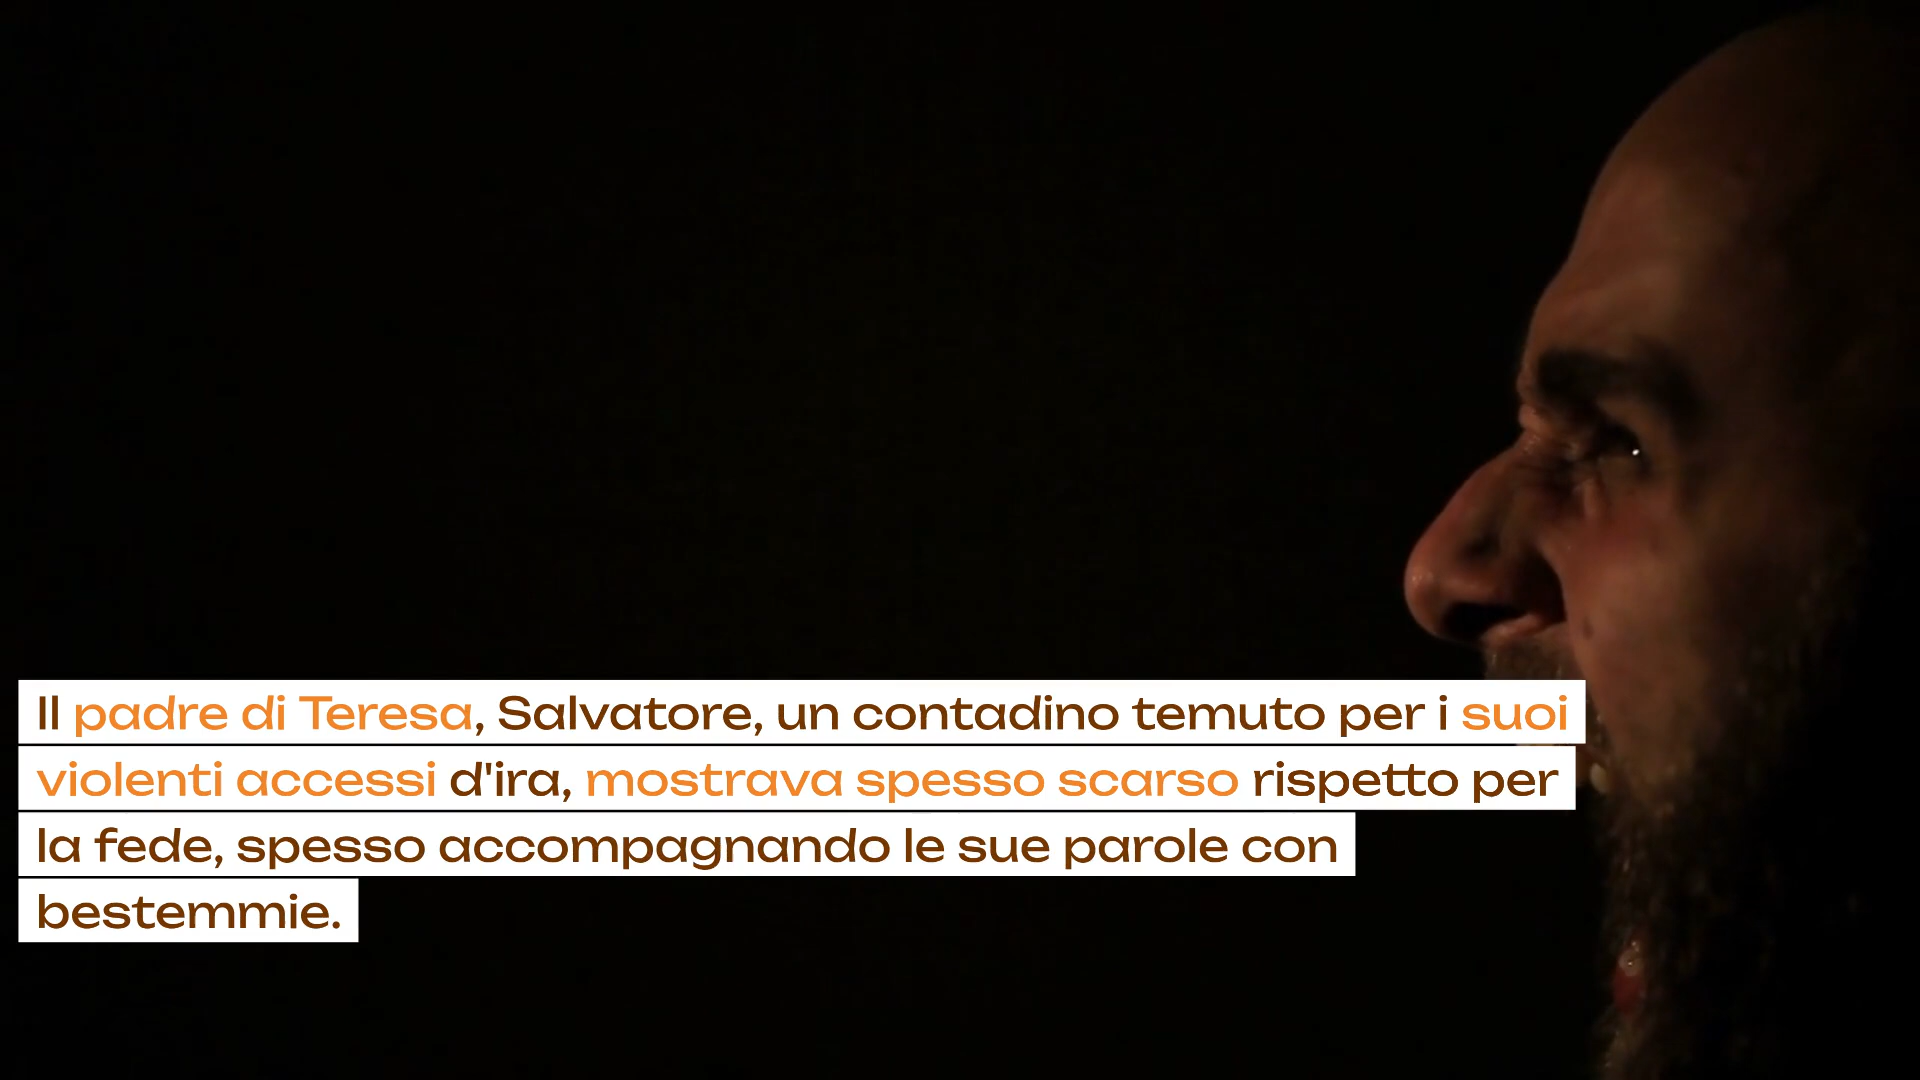 Il padre di Teresa, Salvatore, un contadino temuto per i suoi
violenti accessi d'ira, mostrava spesso scarso rispetto per
la fede, spesso accompagnando le sue parole con
bestemmie.